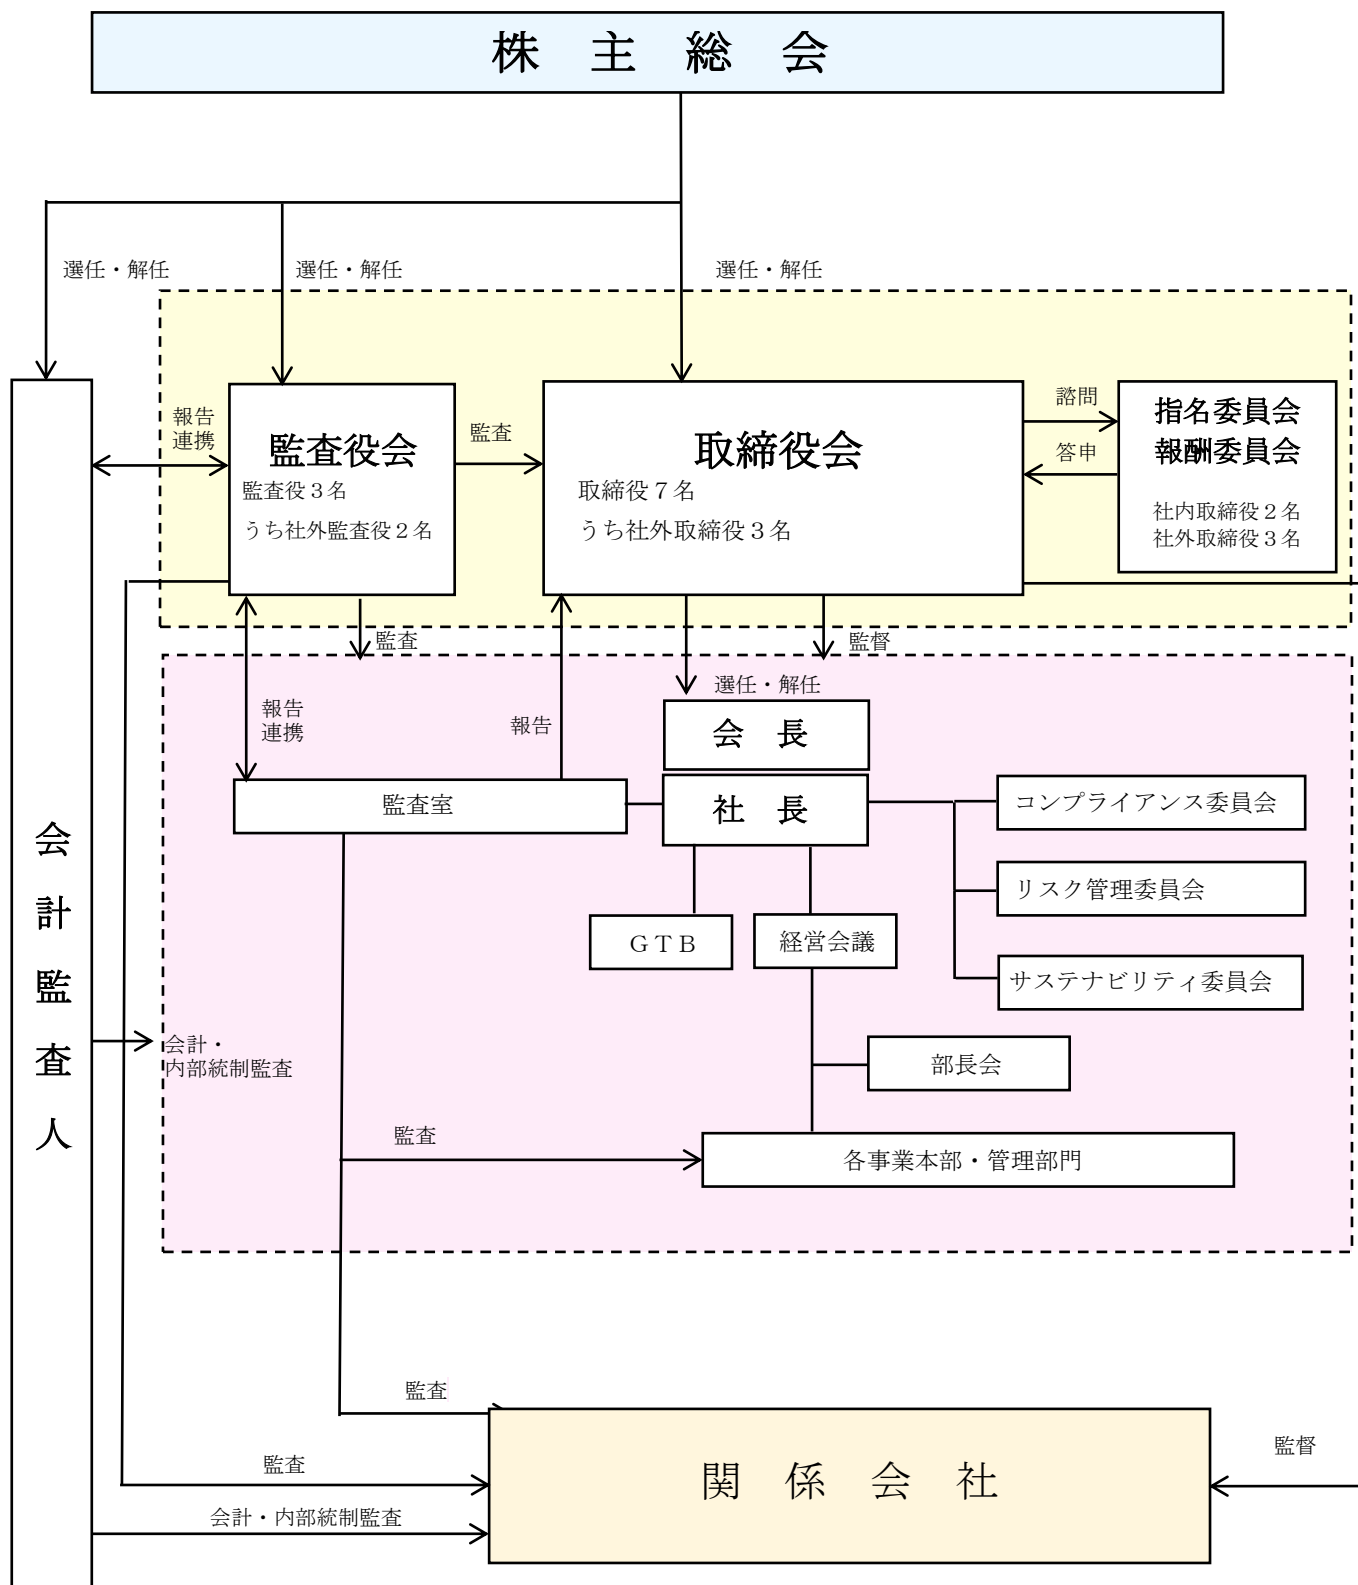 株主総会
選任・解任
選任・解任
選任・解任
報告
連携
監査役会
監査役３名
うち社外監査役２名
監査
取締役会
取締役７名
うち社外取締役３名
諮問
答申
指名委員会
報酬委員会
社内取締役２名
社外取締役３名
監査
監督
報告
連携
報告
選任・解任
会長
社長
監査室
コンプライアンス委員会
リスク管理委員会
サステナビリティ委員会
ＧＴＢ
経営会議
部長会
会計監査人
会計・
内部統制監査
監査
各事業本部・管理部門
監査
監査
会計・内部統制監査
関係会社
監督